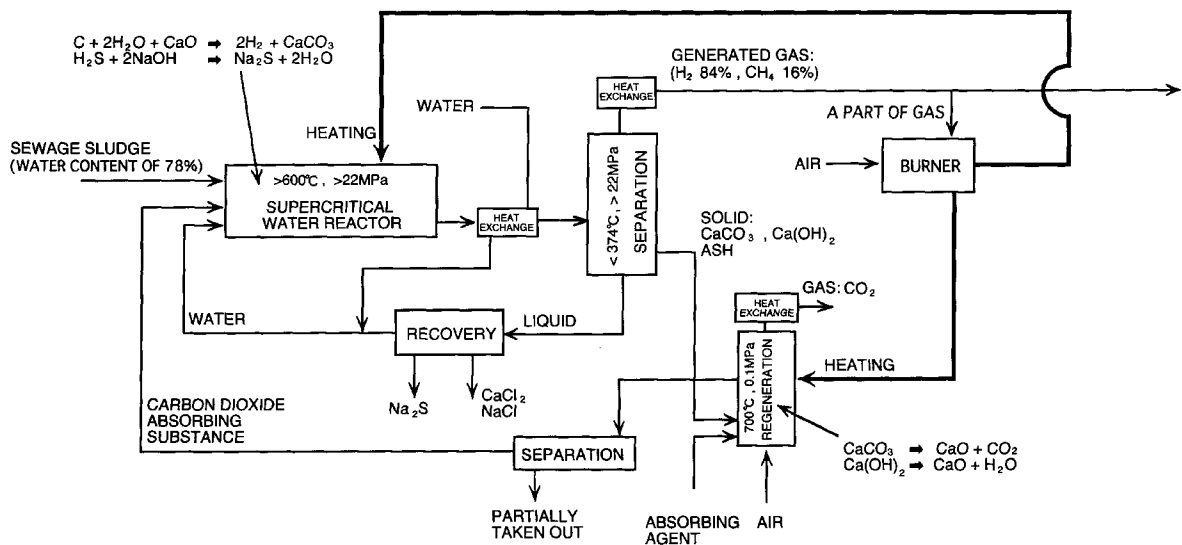 C + 2H₂O + CaO ➡ 2H₂ + CaCO₃
H₂S + 2NaOH ➡ Na₂S + 2H₂O
GENERATED GAS:
(H₂ 84% , CH₄ 16%)
HEAT
EXCHANGE
WATER
A PART OF GAS
HEATING
SEWAGE SLUDGE
(WATER CONTENT OF 78%)
AIR
BURNER
>600℃ , >22MPa
SUPERCRITICAL
WATER REACTOR
HEAT
EXCHANGE
< 374℃, > 22MPa
SEPARATION
SOLID:
CaCO₃ , Ca(OH)₂
ASH
GAS: CO₂
HEAT
EXCHANGE
WATER
RECOVERY
LIQUID
700℃ , 0.1MPa
REGENERATION
HEATING
Na₂S
CaCl₂
NaCl
CARBON DIOXIDE
ABSORBING
SUBSTANCE
SEPARATION
CaCO₃ ➡ CaO + CO₂
Ca(OH)₂ ➡ CaO + H₂O
PARTIALLY
TAKEN OUT
ABSORBING
AGENT
AIR